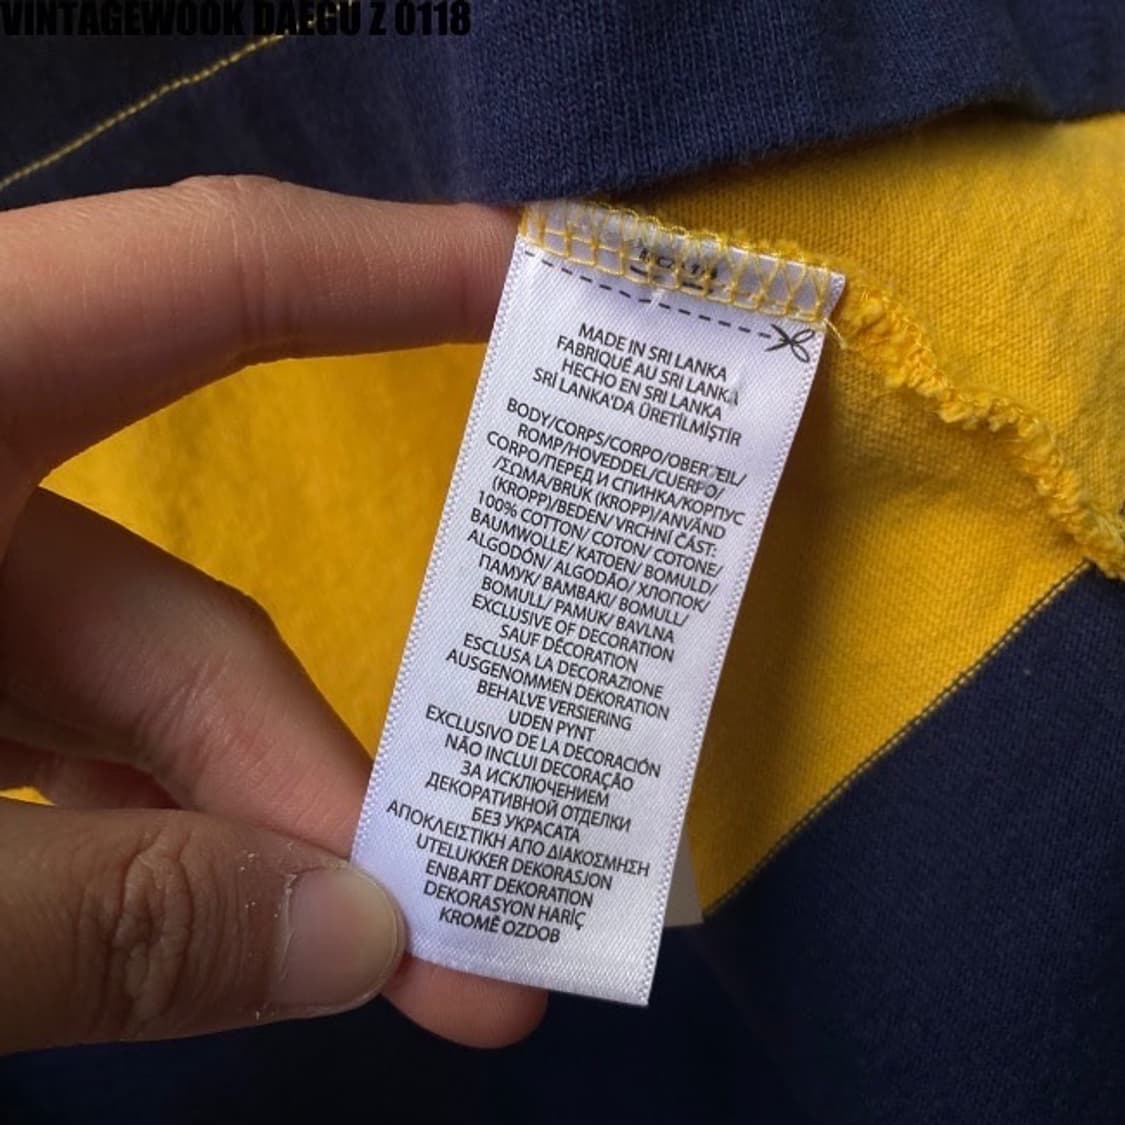 VINTAGEWOOK DAEGU Z 0118
MADE IN SRI LANKA
FABRIQUÉ AU SRI LANKA
HECHO EN SRI LANKA
SRİ LANKA'DA ÜRETİLMİŞTİR
BODY/CORPS/CORPO/OBERTEIL/
ROMP/HOVEDDEL/CUERPO/
CORPO/ПЕРЕД И СПИНКА/КОРПУС
/ΣΩΜΑ/BRUK (KROPP)/ANVÄND
(KROPP)/BEDEN/ VRCHNÍ ČÁST:
100% COTTON/ COTON/ COTONE/
BAUMWOLLE/ KATOEN/ BOMULD/
ALGODÓN/ ALGODÃO/ ХЛОПОК/
ПАМУК/ ΒΑΜΒΑΚΙ/ BOMULL/
BOMULL/ PAMUK/ BAVLNA
EXCLUSIVE OF DECORATION
SAUF DÉCORATION
ESCLUSA LA DECORAZIONE
AUSGENOMMEN DEKORATION
BEHALVE VERSIERING
UDEN PYNT
EXCLUSIVO DE LA DECORACIÓN
NÃO INCLUI DECORAÇÃO
ЗА ИСКЛЮЧЕНИЕМ
ДЕКОРАТИВНОЙ ОТДЕЛКИ
БЕЗ УКРАСАТА
ΑΠΟΚΛΕΙΣΤΙΚΗ ΑΠΟ ΔΙΑΚΟΣΜΗΣΗ
UTELUKKER DEKORASJON
ENBART DEKORATION
DEKORASYON HARİÇ
KROMĚ OZDOB